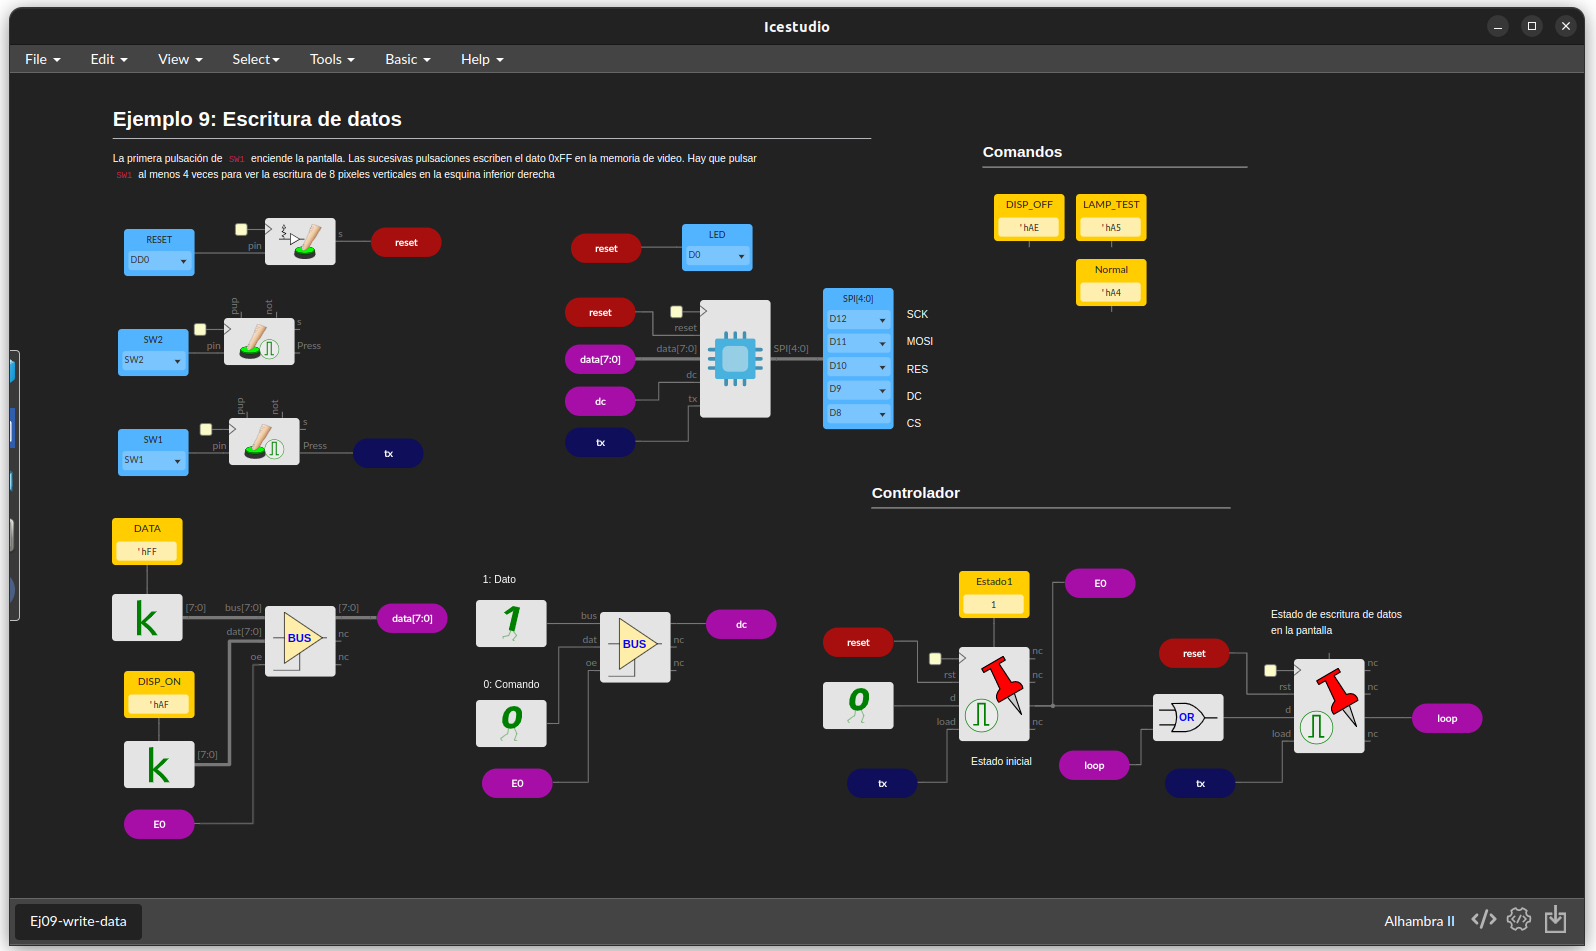 Icestudio
File Edit View Select Tools Basic Help
Ejemplo 9: Escritura de datos
La primera pulsación de SW1 enciende la pantalla. Las sucesivas pulsaciones escriben el dato 0xFF en la memoria de video. Hay que pulsar
SW1 al menos 4 veces para ver la escritura de 8 pixeles verticales en la esquina inferior derecha
Comandos
DISP_OFF
'hAE
LAMP_TEST
'hA5
Normal
'hA4
RESET
DD0
pin
s
reset
SW2
SW2
pin
pup
not
s
Press
SW1
SW1
pin
pup
not
s
Press
tx
reset
LED
D0
reset
data[7:0]
dc
tx
reset
data[7:0]
dc
tx
SPI[4:0]
SPI[4:0]
D12
D11
D10
D9
D8
SCK
MOSI
RES
DC
CS
DATA
'hFF
k
[7:0]
bus[7:0]
dat[7:0]
oe
BUS
[7:0]
nc
nc
data[7:0]
DISP_ON
'hAF
k
[7:0]
E0
1: Dato
1
bus
dat
oe
BUS
nc
nc
dc
0: Comando
0
E0
Controlador
Estado1
1
E0
reset
0
rst
d
load
nc
nc
nc
tx
Estado inicial
loop
OR
Estado de escritura de datos
en la pantalla
reset
rst
d
load
nc
nc
nc
tx
loop
Ej09-write-data
Alhambra II